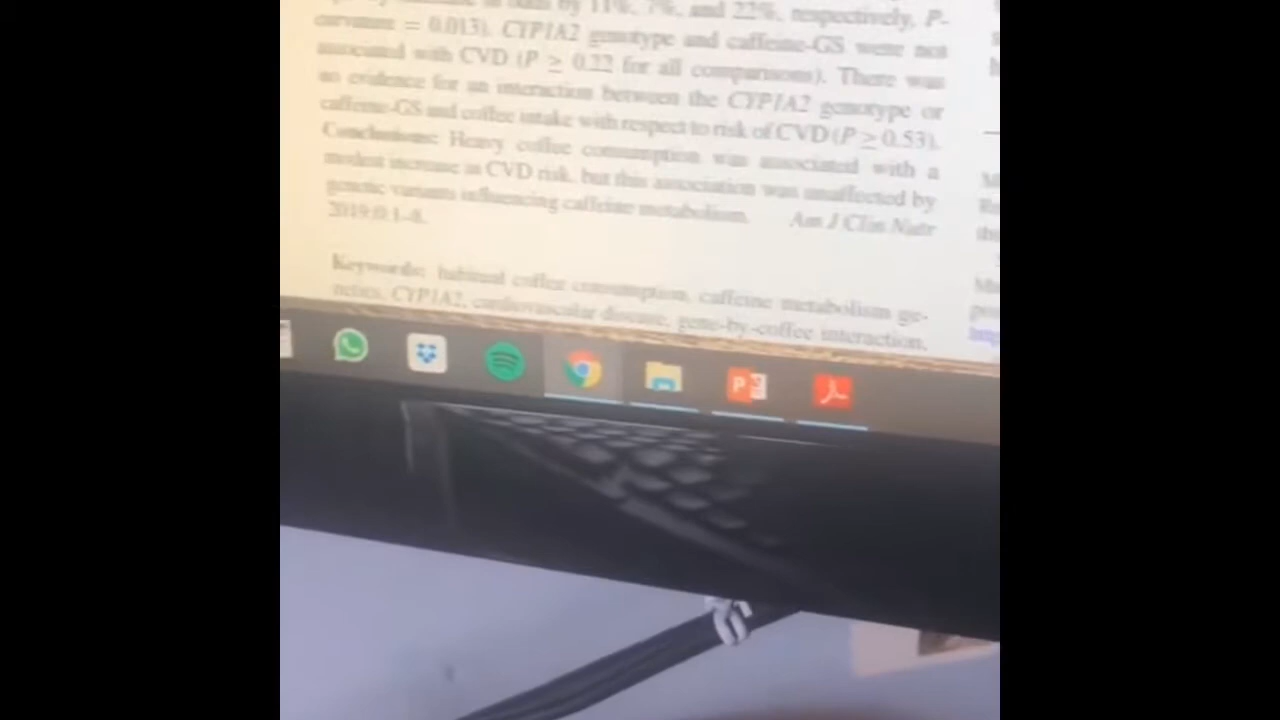 by 11%, 7%, and 22%, respectively, P-
curvature = 0.013). CYP1A2 genotype and caffeine-GS were not
associated with CVD (P ≥ 0.22 for all comparisons). There was
no evidence for an interaction between the CYP1A2 genotype or
caffeine-GS and coffee intake with respect to risk of CVD (P ≥ 0.53).
Conclusions: Heavy coffee consumption was associated with a
modest increase in CVD risk, but this association was unaffected by
genetic variants influencing caffeine metabolism. Am J Clin Nutr
2019;0:1–8.
Keywords: habitual coffee consumption, caffeine metabolism ge-
netics, CYP1A2, cardiovascular disease, gene-by-coffee interaction,